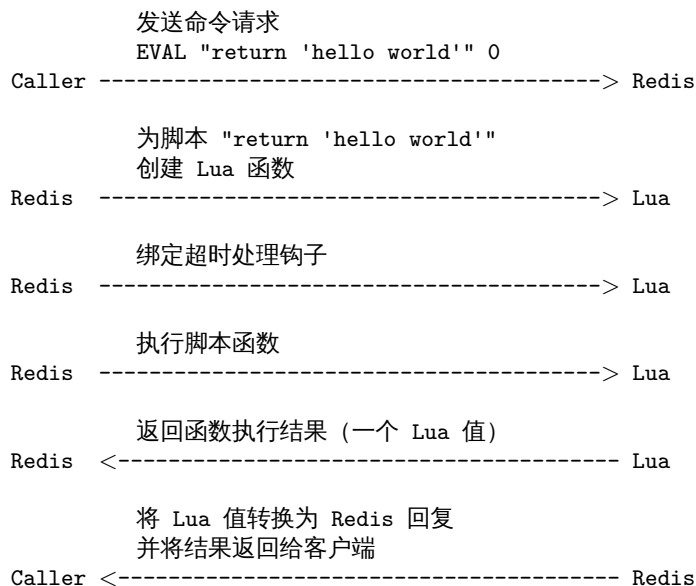 发送命令请求
EVAL "return 'hello world'" 0
Caller ----------------------------------------> Redis
为脚本 "return 'hello world'"
创建 Lua 函数
Redis  ----------------------------------------> Lua
绑定超时处理钩子
Redis  ----------------------------------------> Lua
执行脚本函数
Redis  ----------------------------------------> Lua
返回函数执行结果（一个 Lua 值）
Redis  <---------------------------------------- Lua
将 Lua 值转换为 Redis 回复
并将结果返回给客户端
Caller <---------------------------------------- Redis